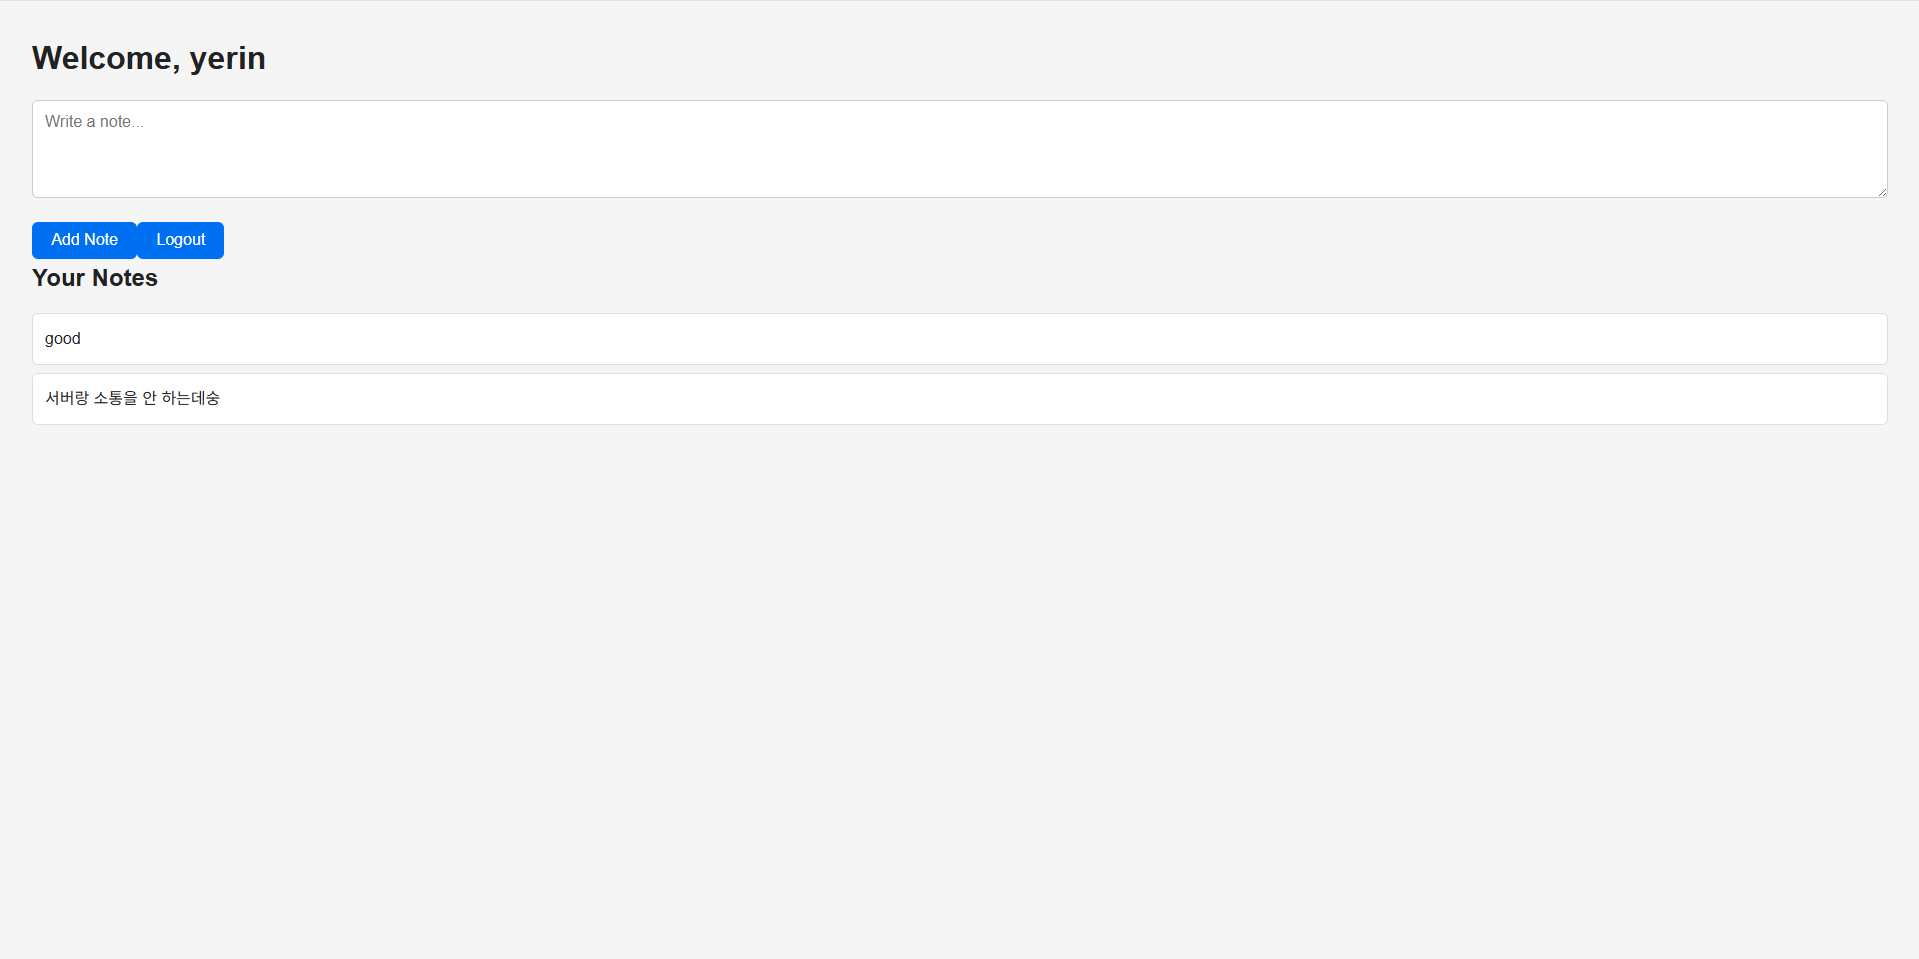 Welcome, yerin
Write a note...
Add Note Logout
Your Notes
good
서버랑 소통을 안 하는데숭